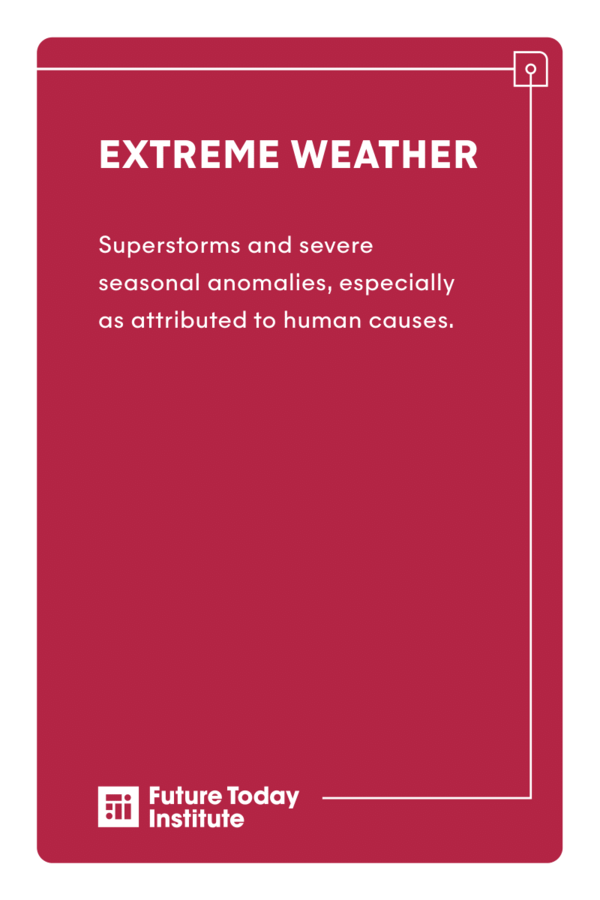 EXTREME WEATHER
Superstorms and severe
seasonal anomalies, especially
as attributed to human causes.
Future Today
Institute